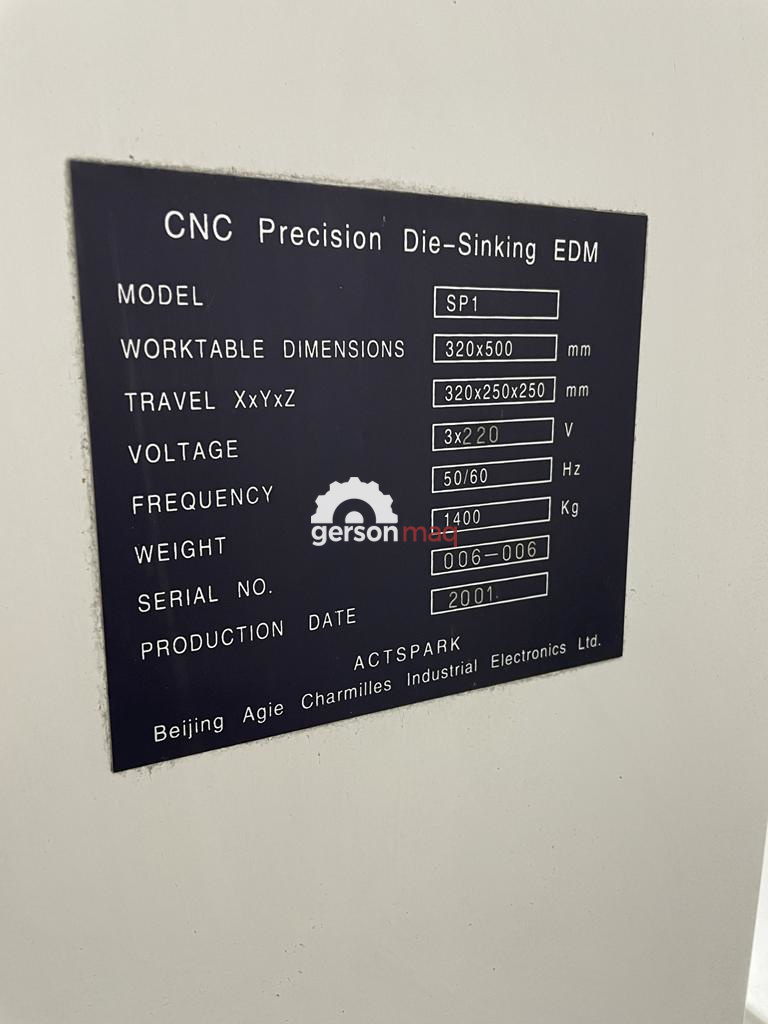 CNC Precision Die-Sinking EDM
MODEL SP1
WORKTABLE DIMENSIONS 320x500 mm
TRAVEL XxYxZ 320x250x250 mm
VOLTAGE 3x220 V
FREQUENCY 50/60 Hz
WEIGHT 1400 Kg
SERIAL NO. 006-006
PRODUCTION DATE 2001.
ACTSPARK
Beijing Agie Charmilles Industrial Electronics Ltd.
gersonmaq